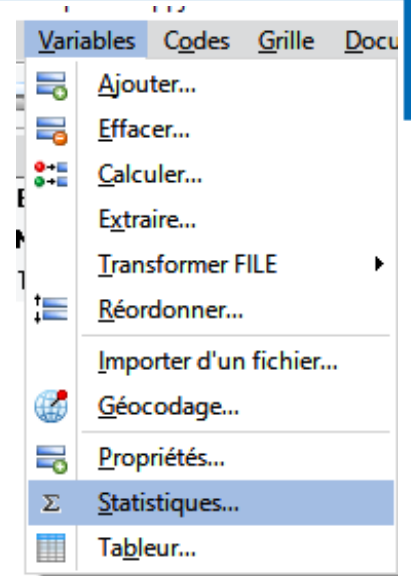 Variables Codes Grille Docu
Ajouter...
Effacer...
Calculer...
Extraire...
Transformer FILE
Réordonner...
Importer d'un fichier...
Géocodage...
Propriétés...
Σ Statistiques...
Tableur...